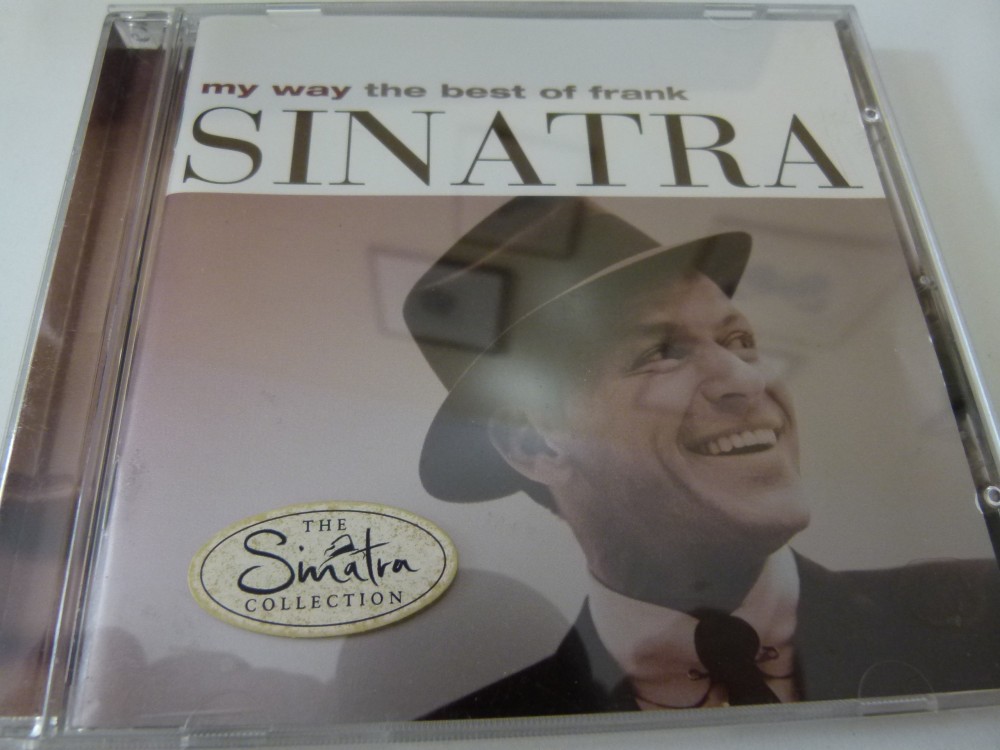 my way the best of frank
SINATRA
THE
Sinatra
COLLECTION